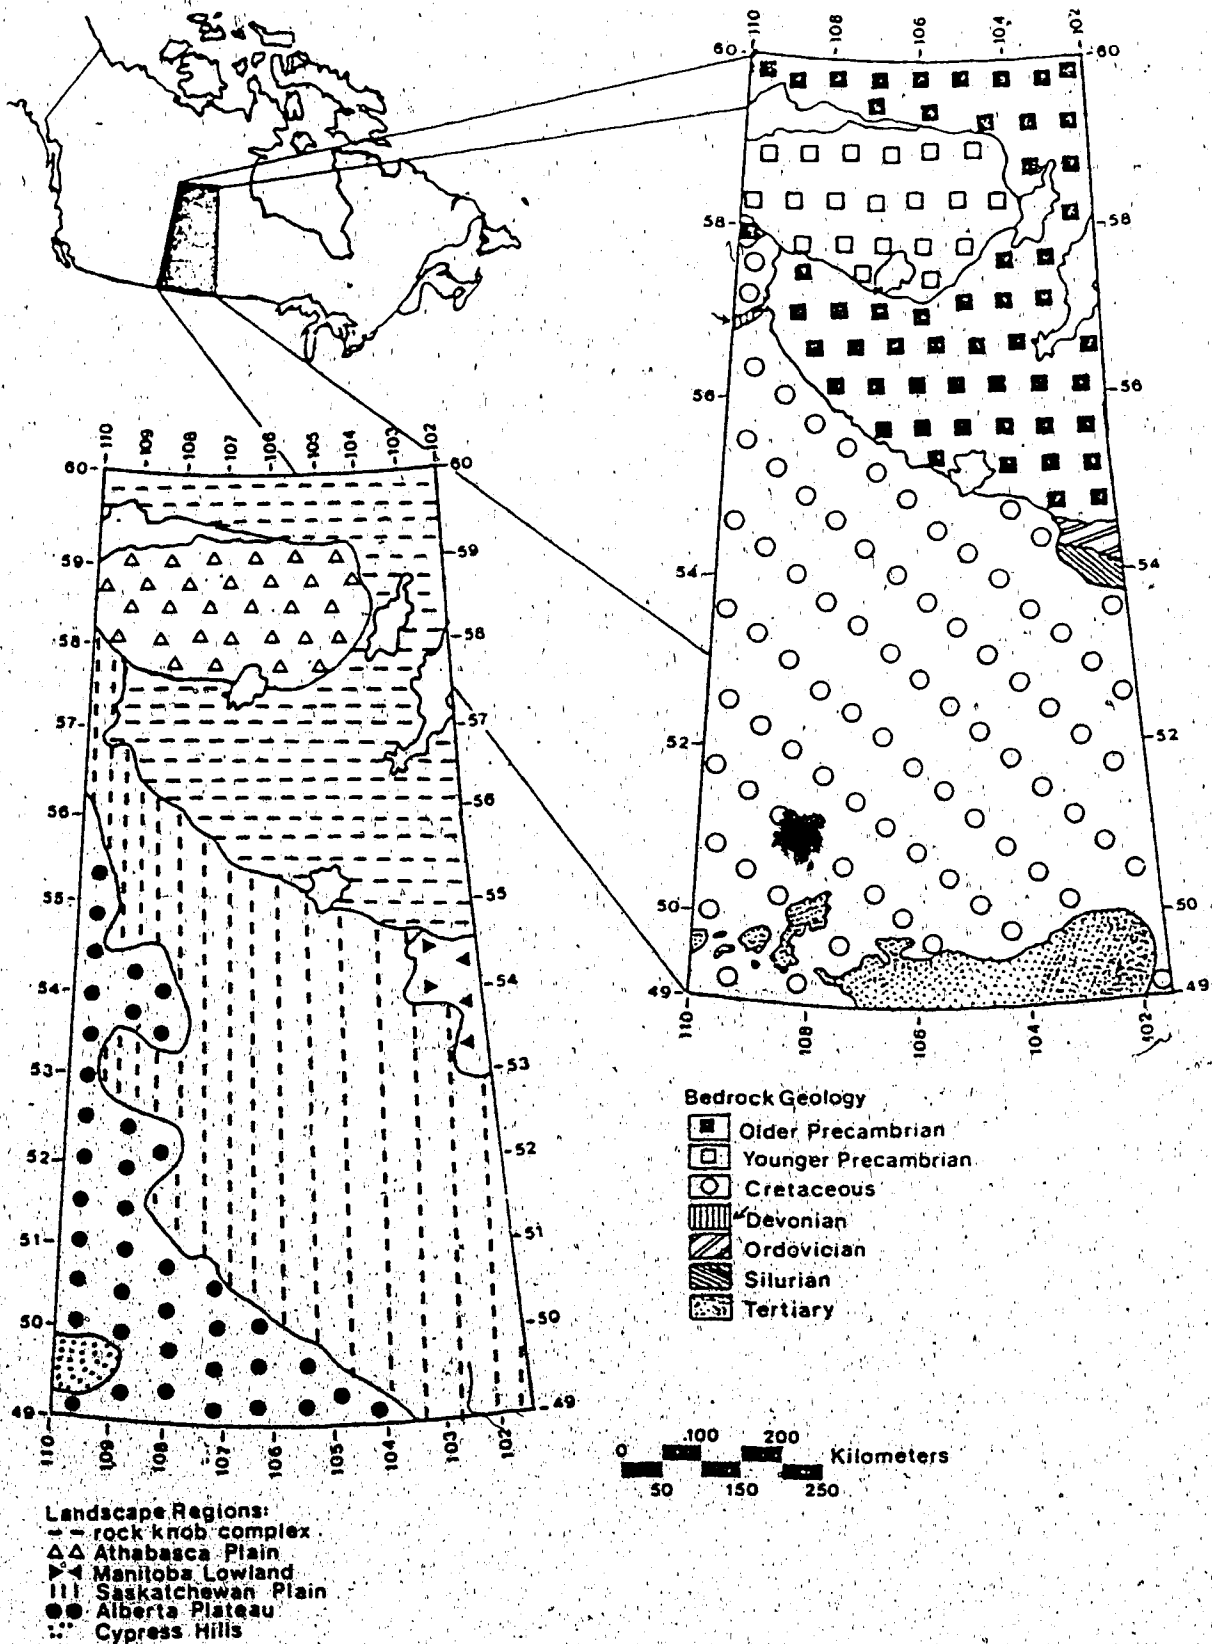 -110 -108 -106 -104 -102
60- -60
58- -58
56- -56
54- -54
52- -52
50- -50
49- -49
110- 108- 106- 104- 102-
-110 -109 -108 -107 -106 -105 -104 -103 -102
60- -60
59- -59
58- -58
57- -57
56- -56
55- -55
54- -54
53- -53
52- -52
51- -51
50- -50
49- -49
110- 109- 108- 107- 106- 105- 104- 103- 102-
Bedrock Geology
Older Precambrian
Younger Precambrian
Cretaceous
Devonian
Ordovician
Silurian
Tertiary
100 200
0 Kilometers
50 150 250
Landscape Regions:
rock knob complex
Athabasca Plain
Manitoba Lowland
Saskatchewan Plain
Alberta Plateau
Cypress Hills